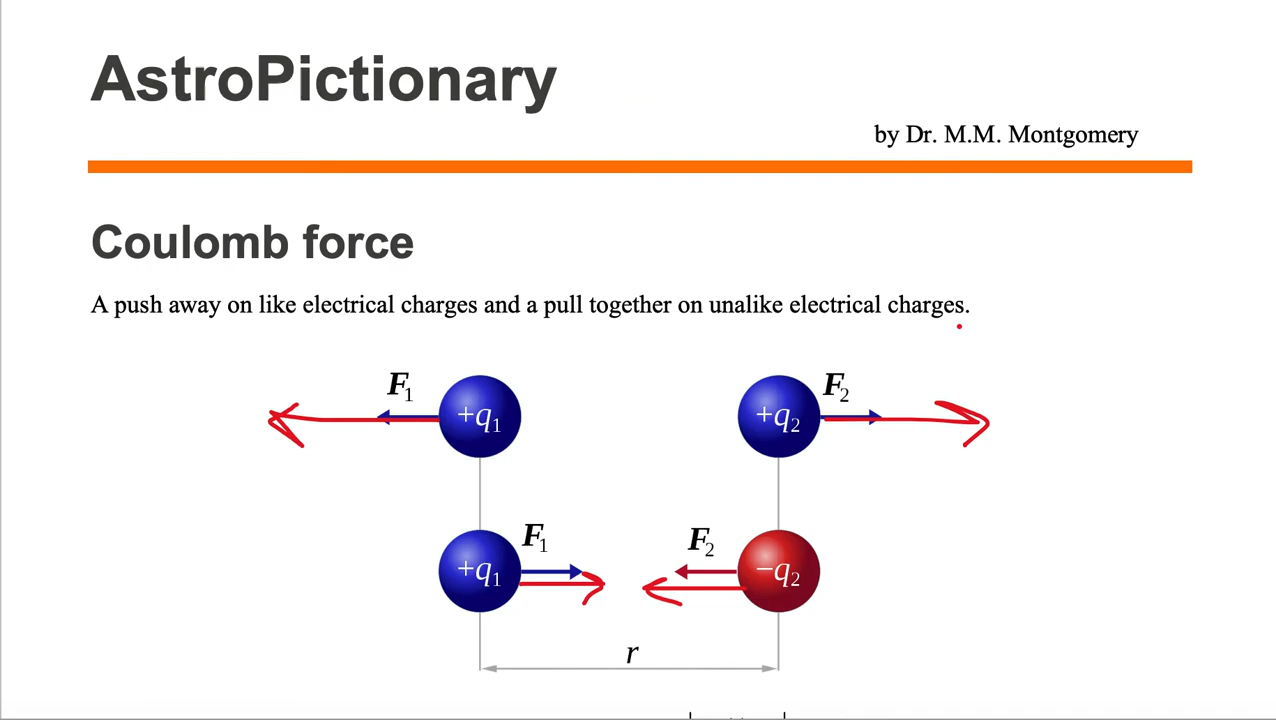 AstroPictionary
by Dr. M.M. Montgomery
Coulomb force
A push away on like electrical charges and a pull together on unalike electrical charges.
F₁ +q₁ +q₂ F₂
+q₁ F₁ F₂ −q₂
r